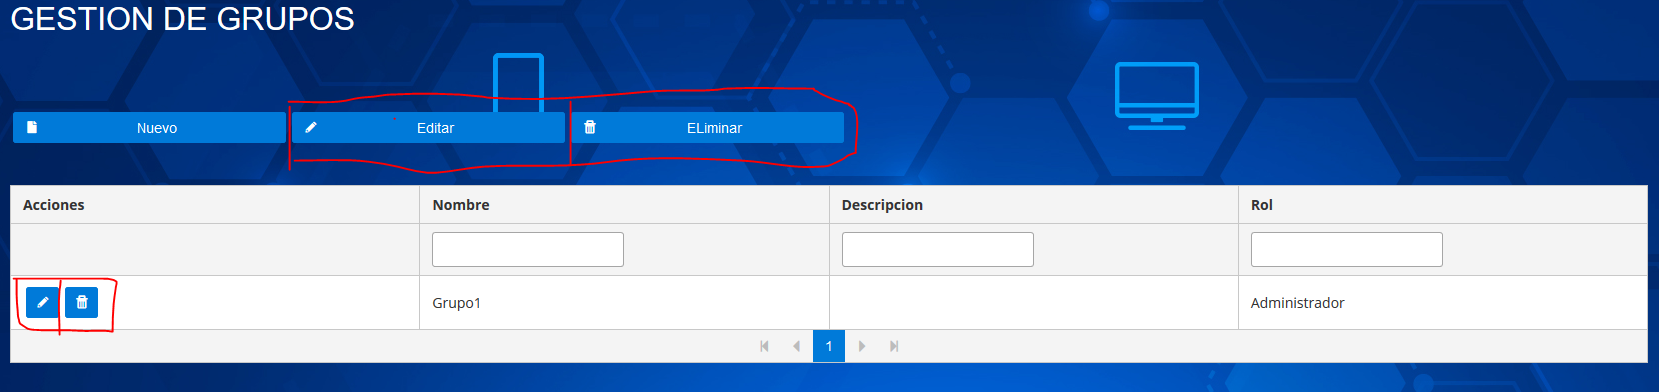 GESTION DE GRUPOS
Nuevo Editar ELiminar
Acciones Nombre Descripcion Rol
Grupo1 Administrador
1